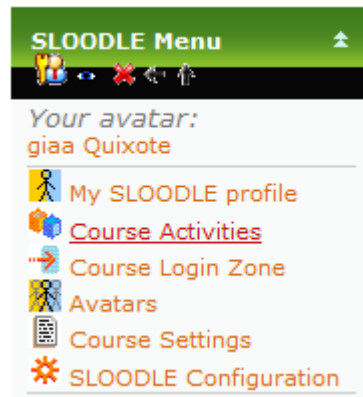 SLOODLE Menu
Your avatar:
giaa Quixote
My SLOODLE profile
Course Activities
Course Login Zone
Avatars
Course Settings
SLOODLE Configuration